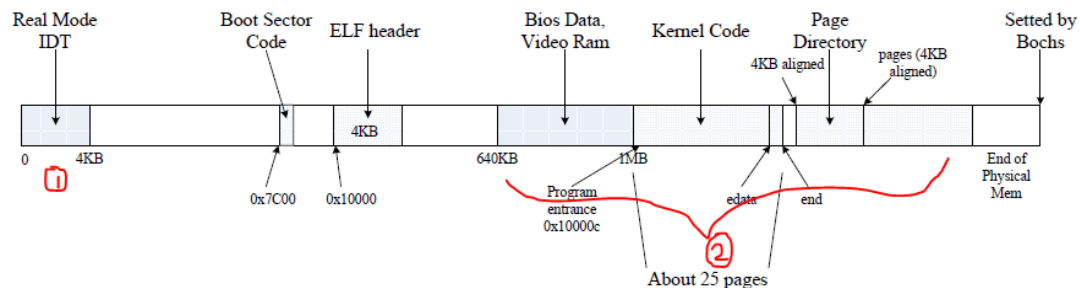 Real Mode
IDT
Boot Sector
Code
ELF header
Bios Data,
Video Ram
Kernel Code
Page
Directory
Setted by
Bochs
4KB aligned
pages (4KB
aligned)
4KB
0
4KB
640KB
1MB
0x7C00
0x10000
Program
entrance
0x10000c
edata
end
End of
Physical
Mem
1
2
About 25 pages